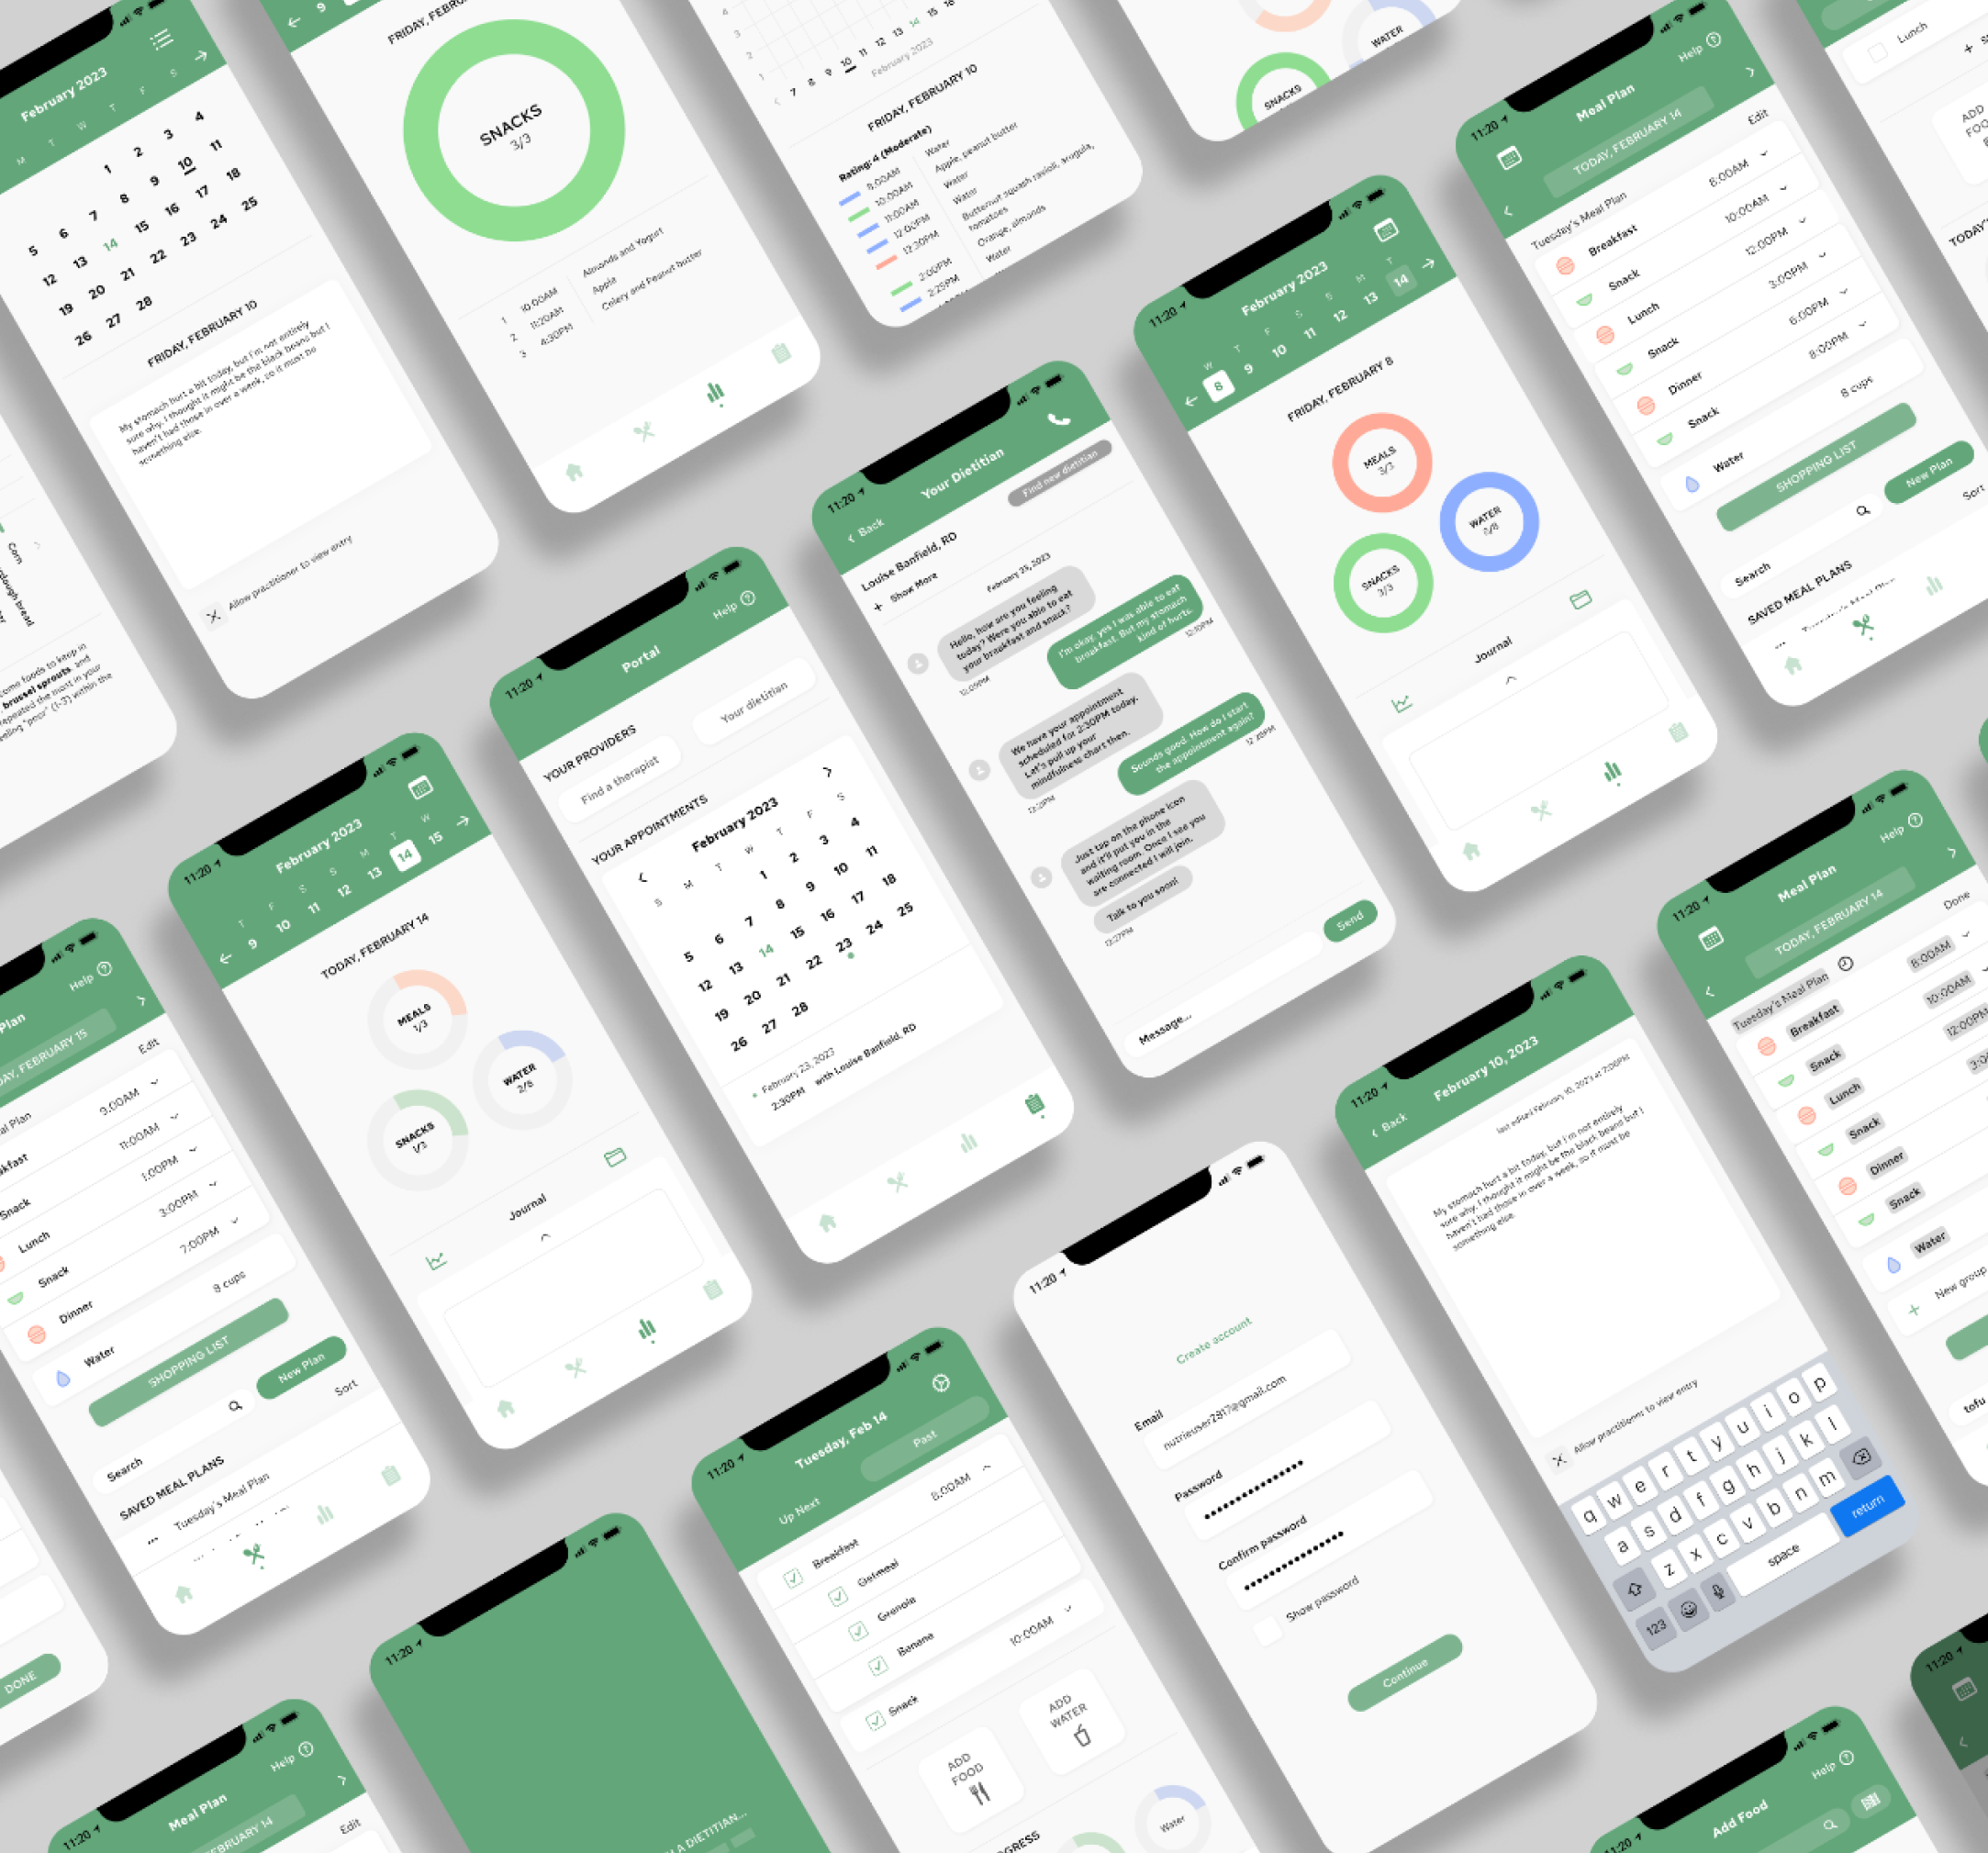 February 2023
M T W T F S
1 2 3 4
5 6 7 8 9 10 11
12 13 14 15 16 17 18
19 20 21 22 23 24 25
26 27 28
FRIDAY, FEBRUARY 10
My stomach hurt a bit today, but I'm not entirely
sure why. I thought it might be the black beans but I
haven't had those in over a week, so it must be
something else.
Allow practitioner to view entry
9
SNACKS
3/3
1 10:00AM Almonds and Yogurt
2 11:20AM Apple
3 4:30PM Celery and Peanut butter
4
3
2
1
7 8 9 10 11 12 13 14 15 16
February 2023
FRIDAY, FEBRUARY 10
Rating: 4 (Moderate)
9:00AM Water
10:00AM Apple, peanut butter
11:00AM Water
12:00PM Water
12:30PM Butternut squash ravioli, arugula,
tomatoes
2:00PM Orange, almonds
2:25PM Water
WATER
SNACKS
11:20
Meal Plan
Help
TODAY, FEBRUARY 14
Edit
Tuesday's Meal Plan
Breakfast 8:00AM
Snack 10:00AM
Lunch 12:00PM
Snack 3:00PM
Dinner 6:00PM
Snack 8:00PM
Water 8 cups
SHOPPING LIST
Search
New Plan
SAVED MEAL PLANS
Sort
Lunch
ADD
Corn
come foods to keep in
brussel sprouts, and
repeated the most in your
eeling "poor" (1-3) within the
11:20
February 2023
W T F S S M T
8 9 10 11 12 13 14
FRIDAY, FEBRUARY 8
MEALS
3/3
WATER
SNACKS
3/3
Journal
11:20
Your Dietitian
Back
Find new dietitian
Louise Banfield, RD
+ Show More
February 23, 2023
Hello, how are you feeling
today? Were you able to eat
your breakfast and snack?
12:09PM
I'm okay, yes I was able to eat
breakfast. But my stomach
kind of hurts.
12:10PM
We have your appointment
scheduled for 2:30PM today.
Let's pull up your
mindfulness chart then.
Sounds good. How do I start
the appointment again?
Just tap on the phone icon
and it'll put you in the
waiting room. Once I see you
are connected I will join.
Talk to you soon!
12:27PM
Message...
Send
11:20
Portal
Help
YOUR PROVIDERS
Find a therapist
Your dietitian
YOUR APPOINTMENTS
February 2023
S M T W T F S
1 2 3 4
5 6 7 8 9 10 11
12 13 14 15 16 17 18
19 20 21 22 23 24 25
26 27 28
February 23, 2023
2:30PM with Louise Banfield, RD
11:20
February 2023
T F S S M T W
9 10 11 12 13 14 15
TODAY, FEBRUARY 14
MEALS
1/3
WATER
2/8
SNACKS
1/3
Journal
Plan
Help
AY, FEBRUARY 15
Edit
al Plan
kfast 9:00AM
Snack 11:00AM
Lunch 1:00PM
Snack 3:00PM
Dinner 7:00PM
Water 8 cups
SHOPPING LIST
Search
New Plan
SAVED MEAL PLANS
Sort
Tuesday's Meal Plan
DONE
11:20
Meal Plan
Help
EBRUARY 14
Edit
11:20
A DIETITIAN...
11:20
Tuesday, Feb 14
Up Next
Past
Breakfast 8:00AM
Oatmeal
Granola
Banana
Snack 10:00AM
ADD
FOOD
ADD
WATER
GRESS
Water
11:20
Create account
Email
nutrieuser2817@gmail.com
Password
Confirm password
Show password
Continue
11:20
February 10, 2023
Back
last edited February 10, 2023 at 7:00PM
My stomach hurt a bit today, but I'm not entirely
sure why. I thought it might be the black beans but I
haven't had those in over a week, so it must be
something else.
Allow practitioner to view entry
q w e r t y u i o p
a s d f g h j k l
z x c v b n m
123 space return
11:20
Meal Plan
Help
TODAY, FEBRUARY 14
Done
Tuesday's Meal Plan
Breakfast 8:00AM
Snack 10:00AM
Lunch 12:00PM
Snack
Dinner
Snack
Water
+ New group
tofu
11:20
Add Food
Help
11:20